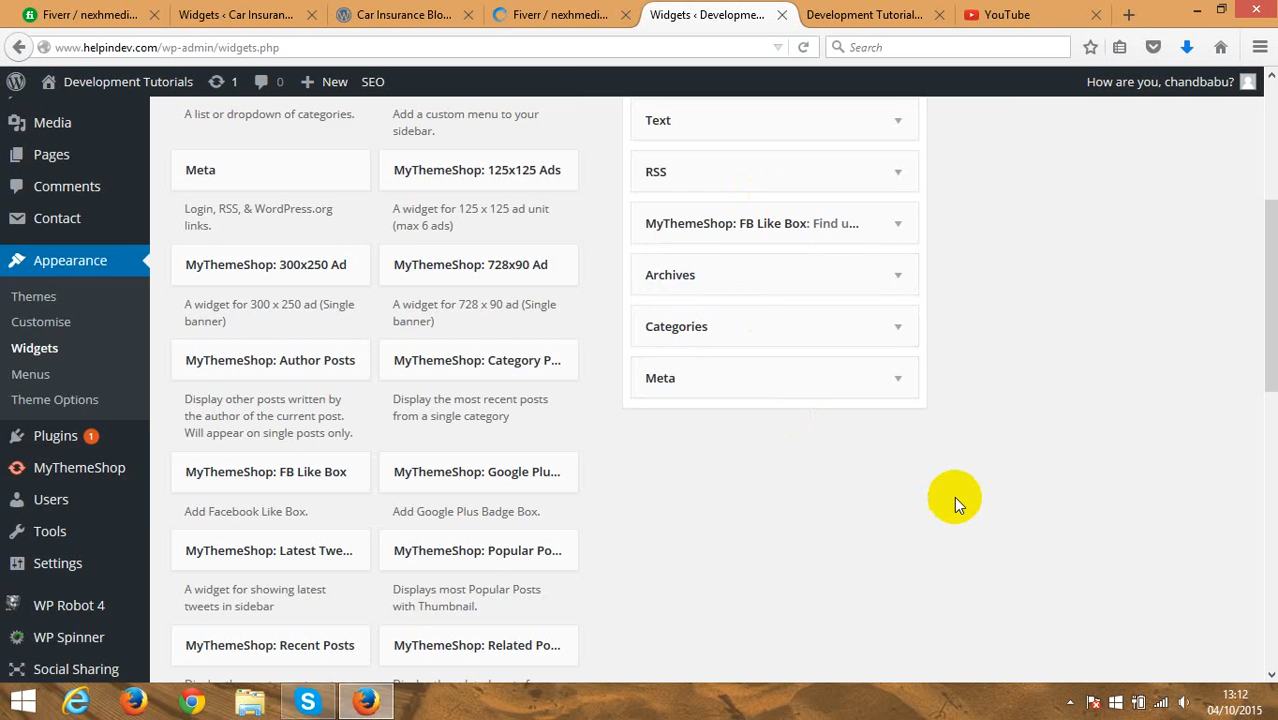 Fiverr / nexhmedi...
Widgets ‹ Car Insuran...
Car Insurance Blo...
Fiverr / nexhmedi...
Widgets ‹ Developme...
Development Tutorial...
YouTube
www.helpindev.com/wp-admin/widgets.php
Search
Development Tutorials
1
0
New
SEO
How are you, chandbabu?
Media
Pages
Comments
Contact
Appearance
Themes
Customise
Widgets
Menus
Theme Options
Plugins 1
MyThemeShop
Users
Tools
Settings
WP Robot 4
WP Spinner
Social Sharing
A list or dropdown of categories.
Add a custom menu to your
sidebar.
Meta
MyThemeShop: 125x125 Ads
Login, RSS, & WordPress.org
links.
A widget for 125 x 125 ad unit
(max 6 ads)
MyThemeShop: 300x250 Ad
MyThemeShop: 728x90 Ad
A widget for 300 x 250 ad (Single
banner)
A widget for 728 x 90 ad (Single
banner)
MyThemeShop: Author Posts
MyThemeShop: Category P...
Display other posts written by
the author of the current post.
Will appear on single posts only.
Display the most recent posts
from a single category
MyThemeShop: FB Like Box
MyThemeShop: Google Plu...
Add Facebook Like Box.
Add Google Plus Badge Box.
MyThemeShop: Latest Twe...
MyThemeShop: Popular Po...
A widget for showing latest
tweets in sidebar
Displays most Popular Posts
with Thumbnail.
MyThemeShop: Recent Posts
MyThemeShop: Related Po...
Text
RSS
MyThemeShop: FB Like Box: Find u...
Archives
Categories
Meta
13:12
04/10/2015